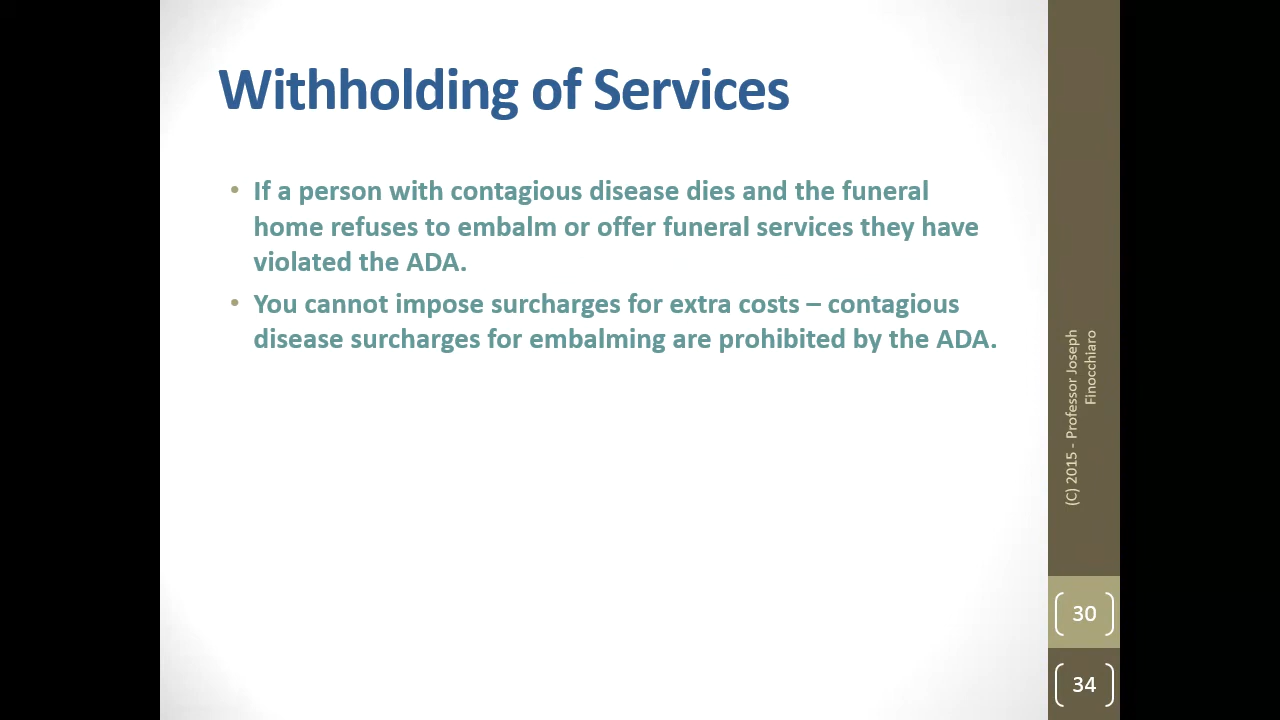 Withholding of Services
• If a person with contagious disease dies and the funeral
home refuses to embalm or offer funeral services they have
violated the ADA.
• You cannot impose surcharges for extra costs – contagious
disease surcharges for embalming are prohibited by the ADA.
(C) 2015 - Professor Joseph
Finocchiaro
30
34